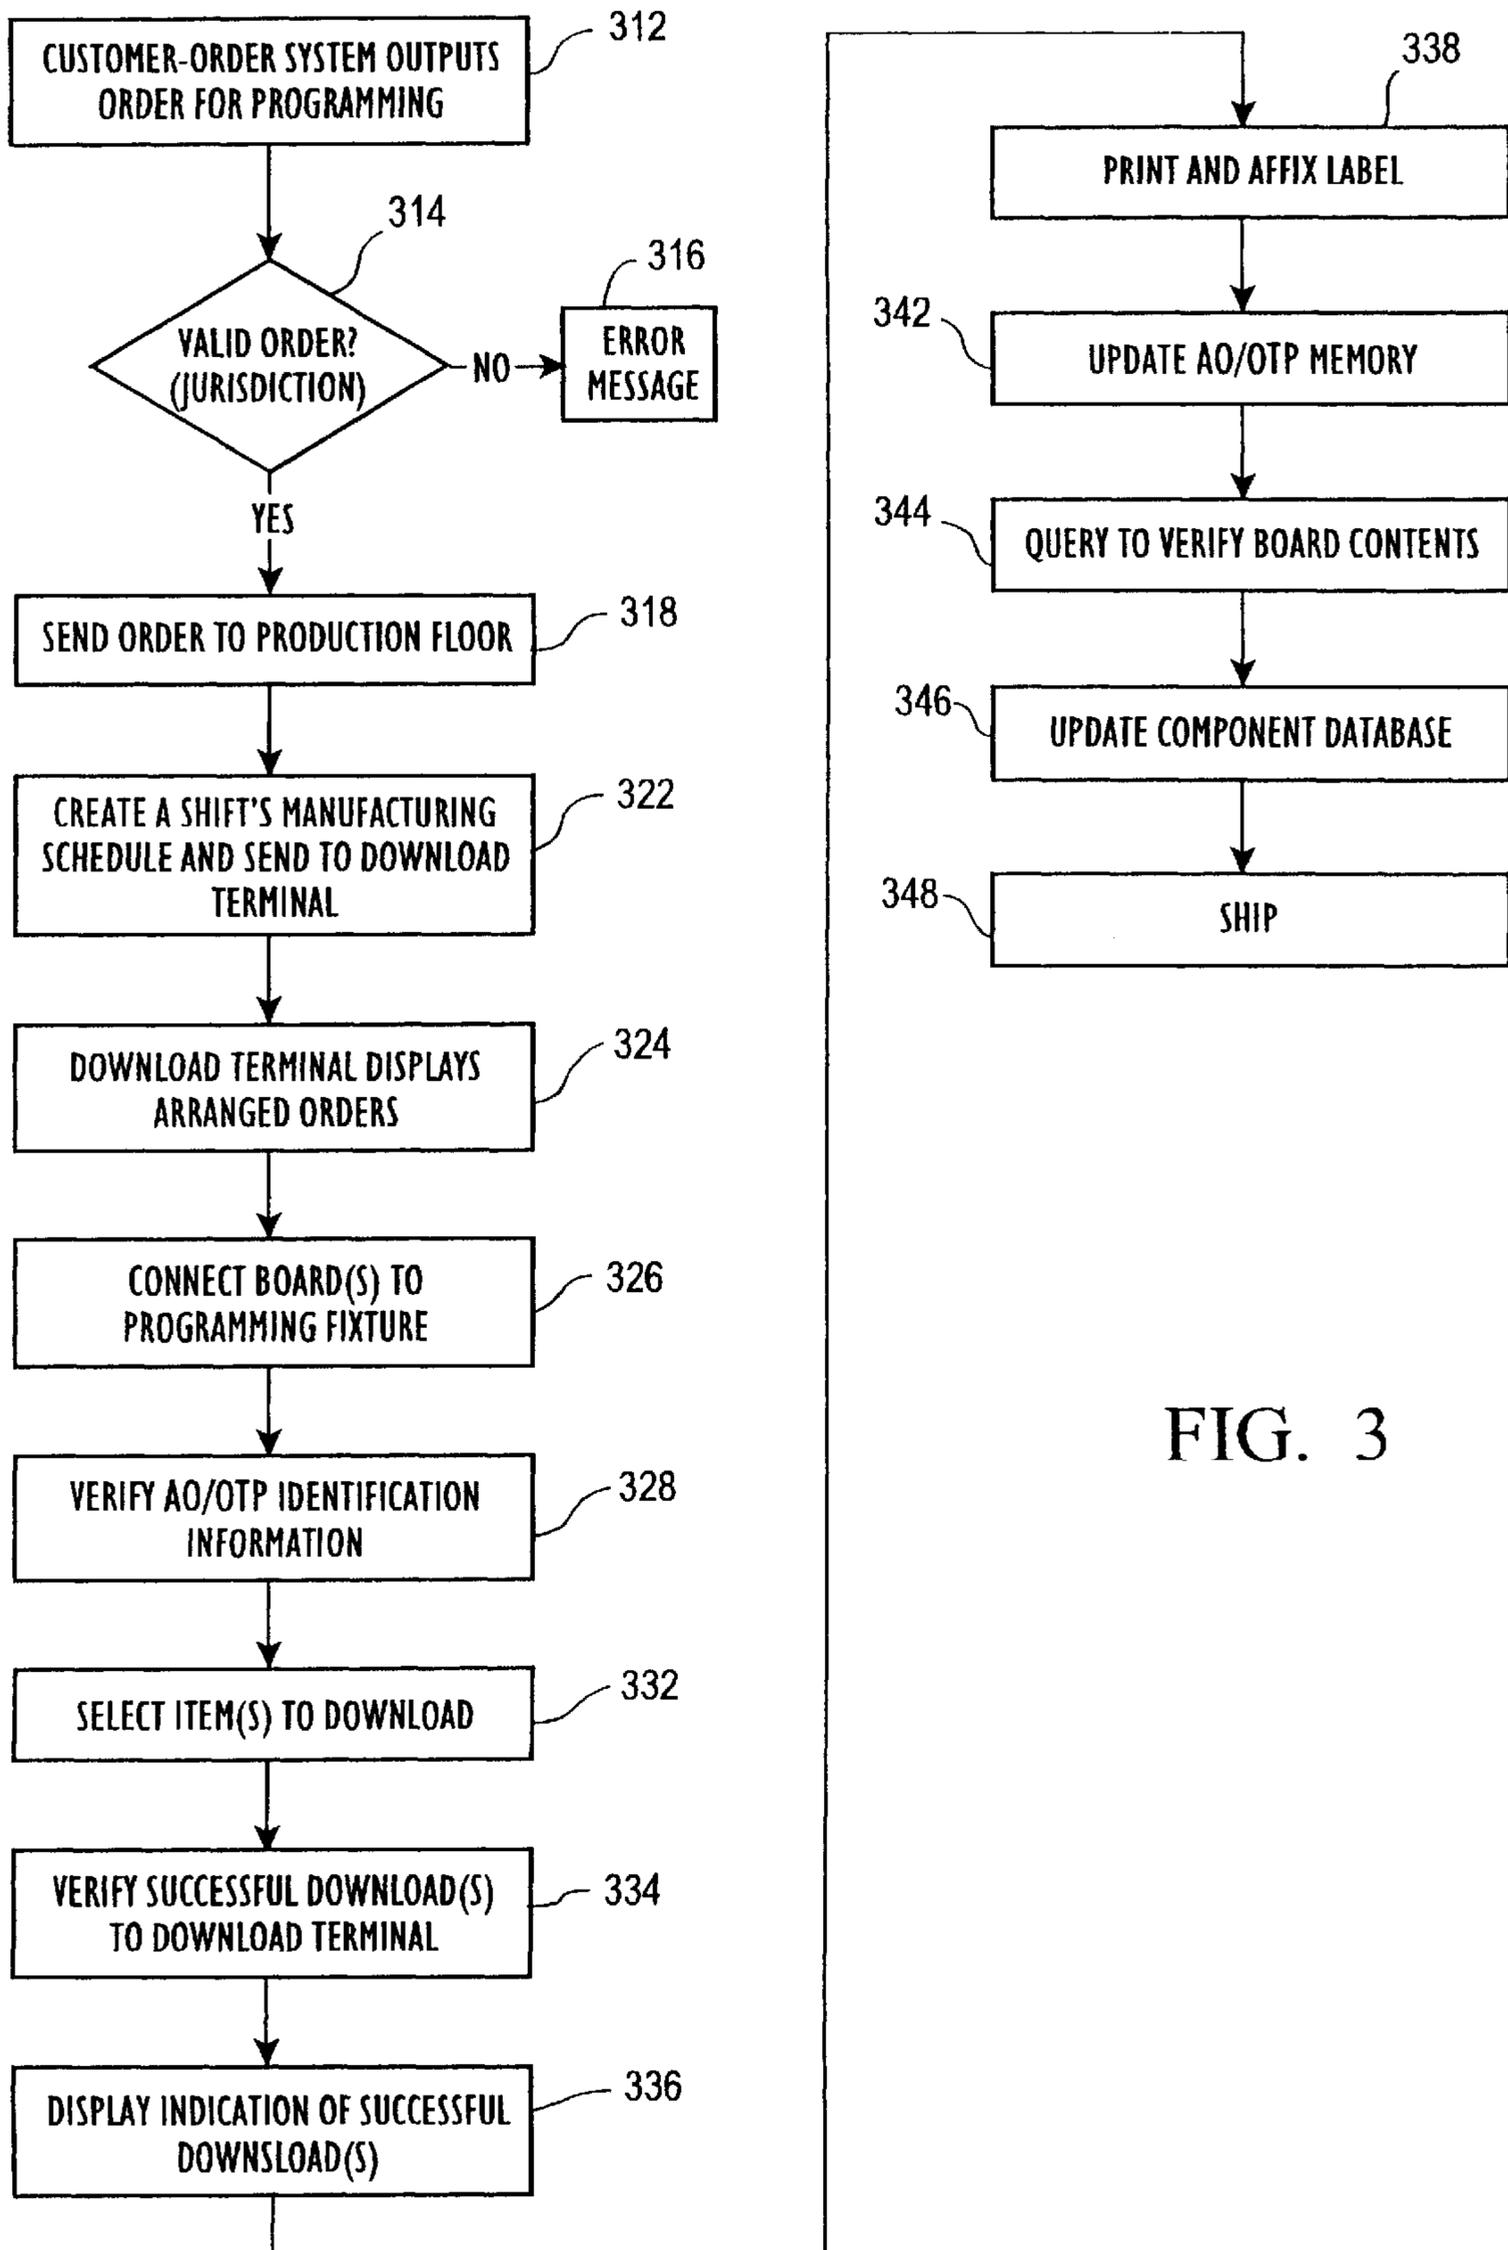 312
CUSTOMER-ORDER SYSTEM OUTPUTS
ORDER FOR PROGRAMMING
314
VALID ORDER?
(JURISDICTION)
NO
316
ERROR
MESSAGE
YES
318
SEND ORDER TO PRODUCTION FLOOR
322
CREATE A SHIFT'S MANUFACTURING
SCHEDULE AND SEND TO DOWNLOAD
TERMINAL
324
DOWNLOAD TERMINAL DISPLAYS
ARRANGED ORDERS
326
CONNECT BOARD(S) TO
PROGRAMMING FIXTURE
328
VERIFY AO/OTP IDENTIFICATION
INFORMATION
332
SELECT ITEM(S) TO DOWNLOAD
334
VERIFY SUCCESSFUL DOWNLOAD(S)
TO DOWNLOAD TERMINAL
336
DISPLAY INDICATION OF SUCCESSFUL
DOWNSLOAD(S)
338
PRINT AND AFFIX LABEL
342
UPDATE AO/OTP MEMORY
344
QUERY TO VERIFY BOARD CONTENTS
346
UPDATE COMPONENT DATABASE
348
SHIP
FIG. 3